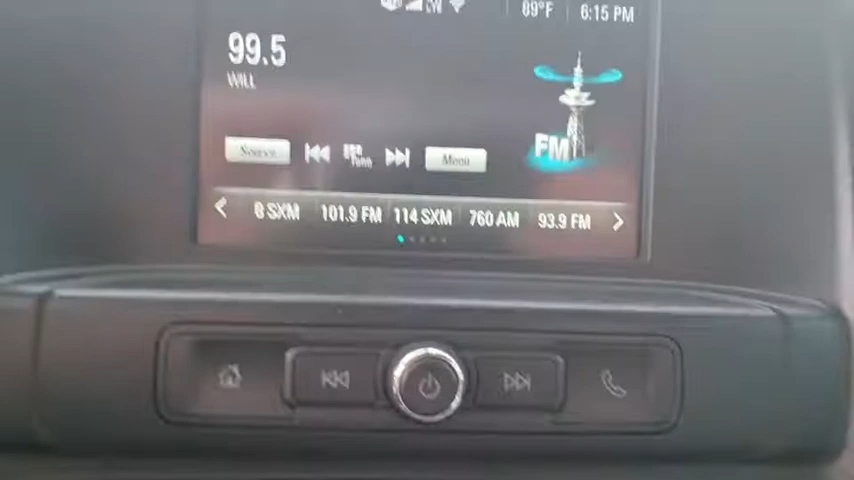 89°F 6:15 PM
99.5
WILL
Source Tune Menu
FM
8 SXM 101.9 FM 114 SXM 760 AM 93.9 FM